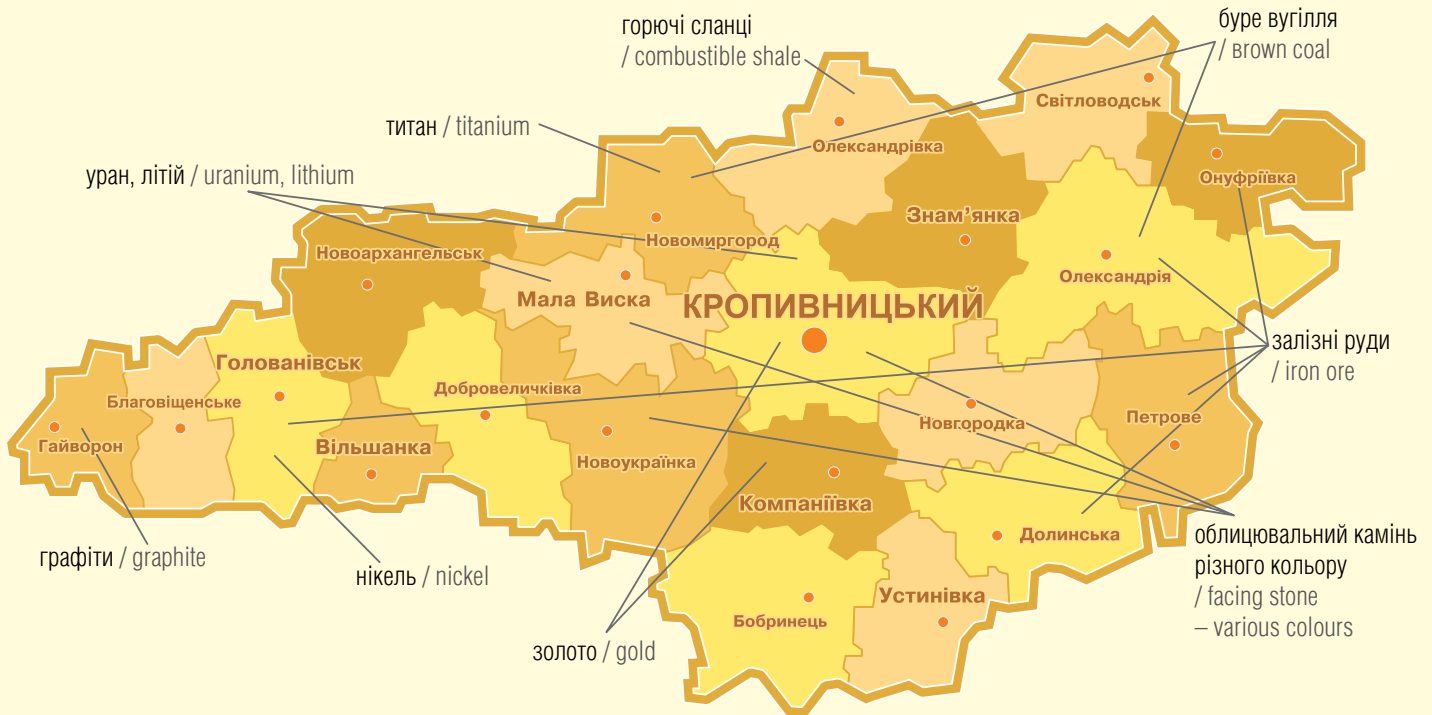 горючі сланці
/ combustible shale
буре вугілля
/ brown coal
Світловодськ
титан / titanium
Олександрівка
Онуфріївка
уран, літій / uranium, lithium
Знам’янка
Новомиргород
Новоархангельськ
Олександрія
Мала Виска
КРОПИВНИЦЬКИЙ
залізні руди
/ iron ore
Голованівськ
Добровеличківка
Благовіщенське
Петрове
Новгородка
Гайворон
Вільшанка
Новоукраїнка
Компаніївка
Долинська
облицювальний камінь
різного кольору
/ facing stone
– various colours
графіти / graphite
нікель / nickel
Устинівка
Бобринець
золото / gold